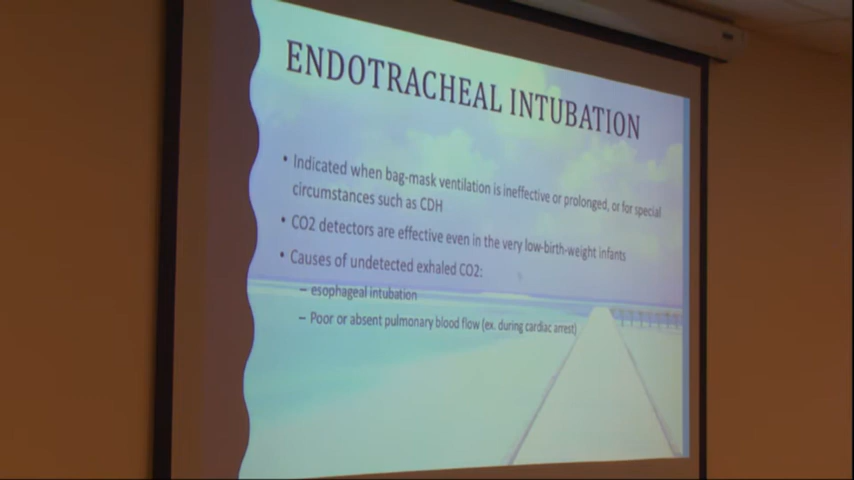 ENDOTRACHEAL INTUBATION
• Indicated when bag-mask ventilation is ineffective or prolonged, or for special
circumstances such as CDH
• CO2 detectors are effective even in the very low-birth-weight infants
• Causes of undetected exhaled CO2:
– esophageal intubation
– Poor or absent pulmonary blood flow (ex. during cardiac arrest)